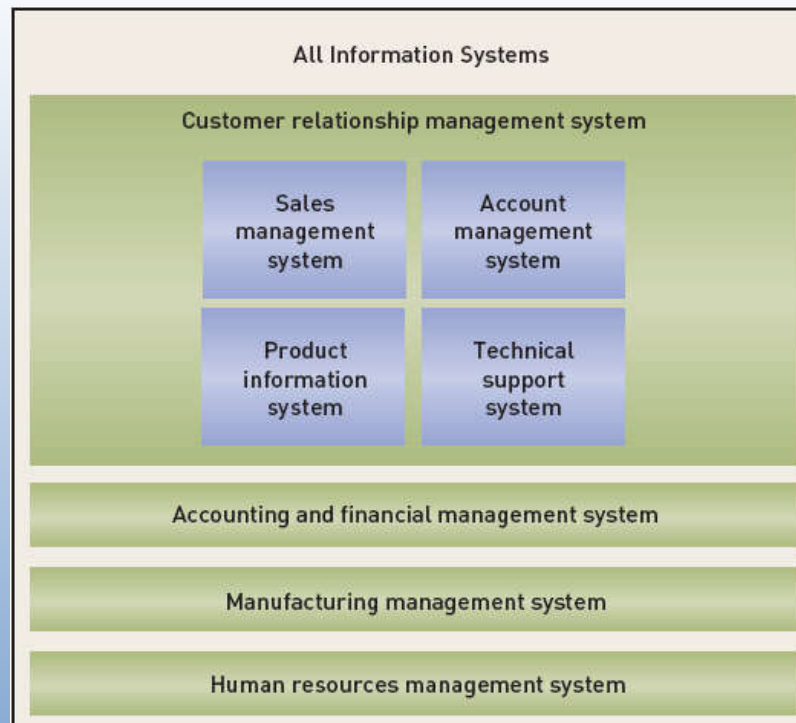 All Information Systems
Customer relationship management system
Sales
management
system
Account
management
system
Product
information
system
Technical
support
system
Accounting and financial management system
Manufacturing management system
Human resources management system